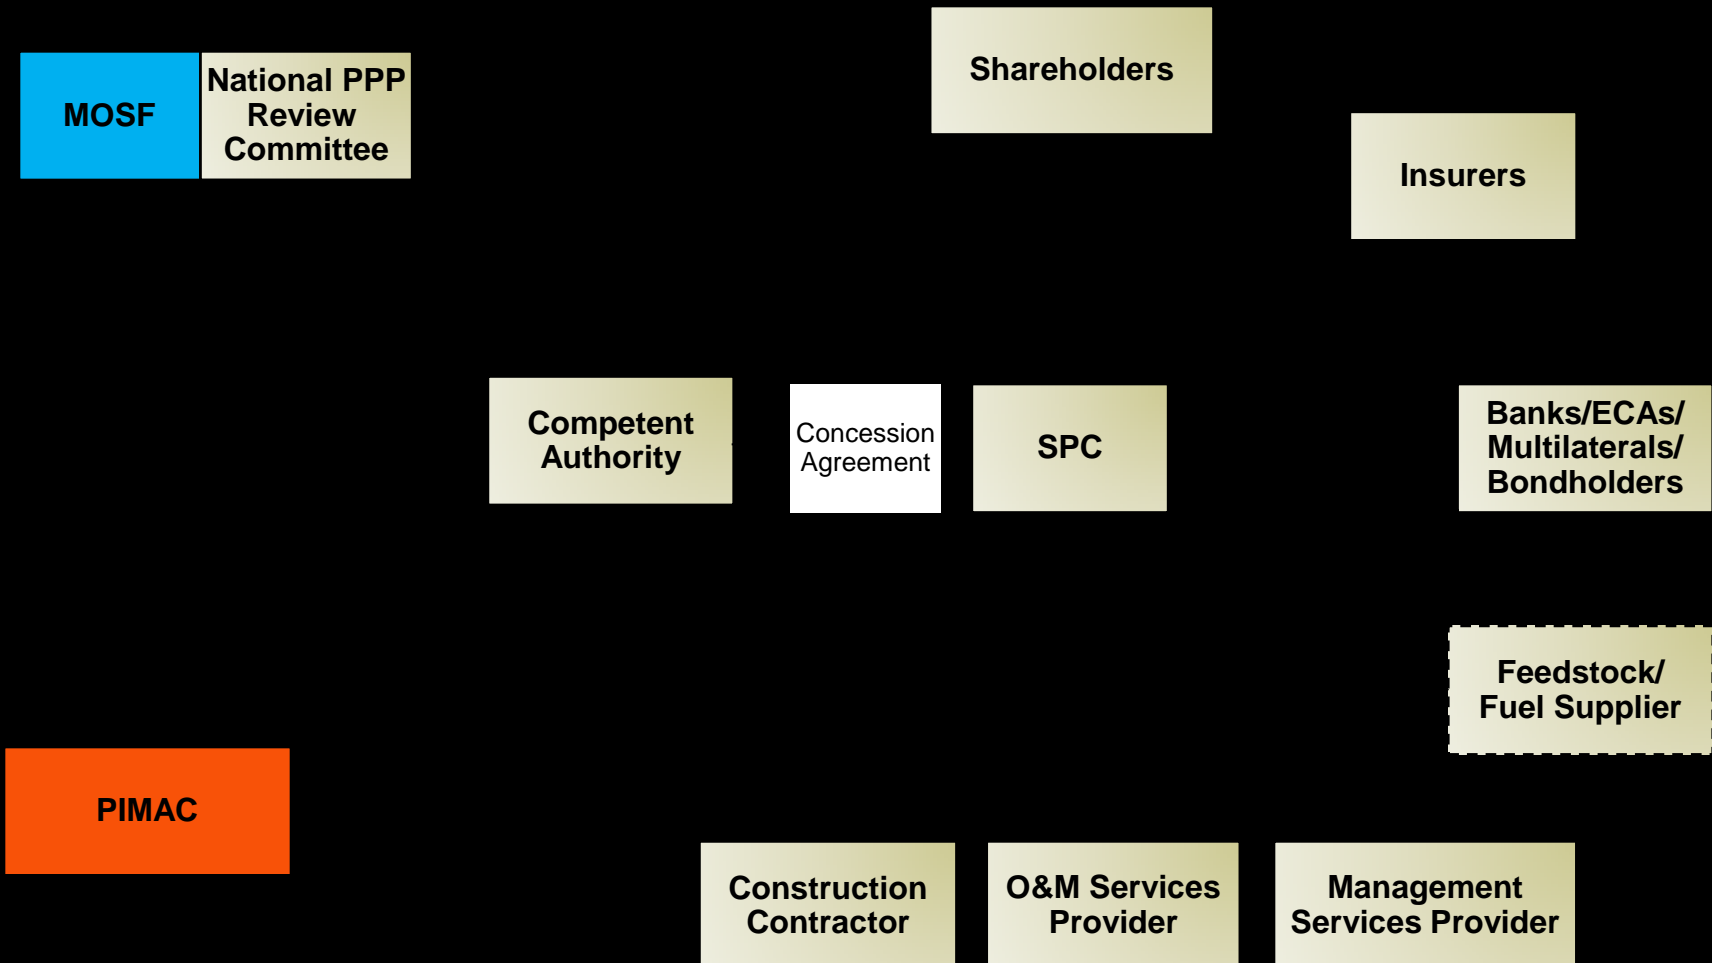 Shareholders
MOSF
National PPP
Review
Committee
Insurers
Competent
Authority
Concession
Agreement
SPC
Banks/ECAs/
Multilaterals/
Bondholders
Feedstock/
Fuel Supplier
PIMAC
Construction
Contractor
O&M Services
Provider
Management
Services Provider